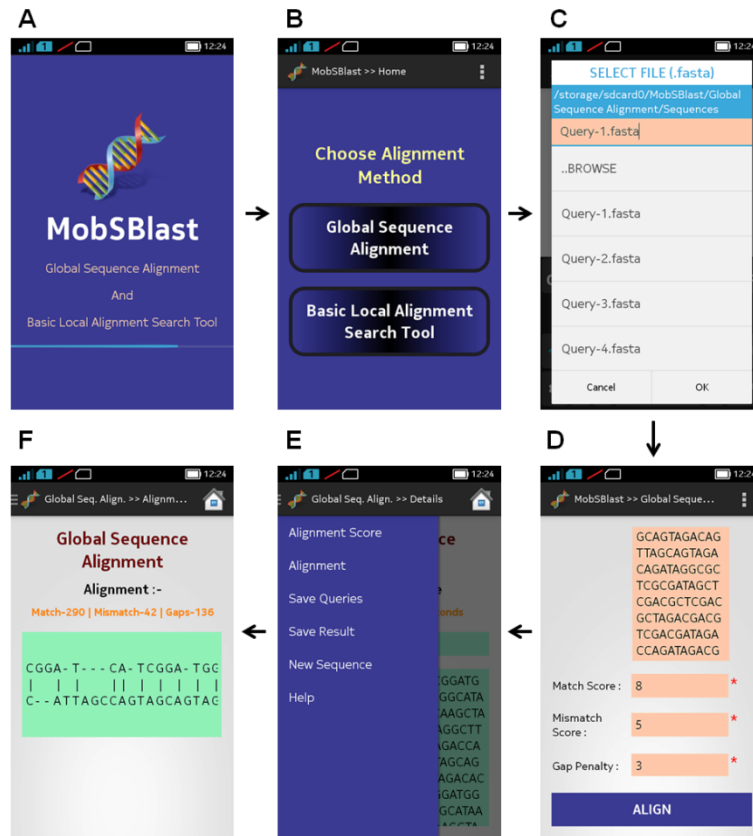 A
12:24
MobSBlast
Global Sequence Alignment
And
Basic Local Alignment Search Tool
B
12:24
MobSBlast >> Home
Choose Alignment
Method
Global Sequence
Alignment
Basic Local Alignment
Search Tool
C
12:24
SELECT FILE (.fasta)
/storage/sdcard0/MobSBlast/Global
Sequence Alignment/Sequences
Query-1.fasta
..BROWSE
Query-1.fasta
Query-2.fasta
Query-3.fasta
Query-4.fasta
Cancel OK
F
12:24
Global Seq. Align. >> Alignm...
Global Sequence
Alignment
Alignment :-
Match-290 | Mismatch-42 | Gaps-136
CGGA-T---CA-TCGGA-TGG
C--ATTAGCCAGTAGCAGTAG
E
12:24
Global Seq. Align. >> Details
Alignment Score
Alignment
Save Queries
Save Result
New Sequence
Help
D
12:24
MobSBlast >> Global Seque...
GCAGTAGACAG
TTAGCAGTAGA
CAGATAGGCGC
TCGCGATAGCT
CGACGCTCGAC
GCTAGACGACG
TCGACGATAGA
CCAGATAGACG
Match Score : 8 *
Mismatch
Score : 5 *
Gap Penalty : 3 *
ALIGN